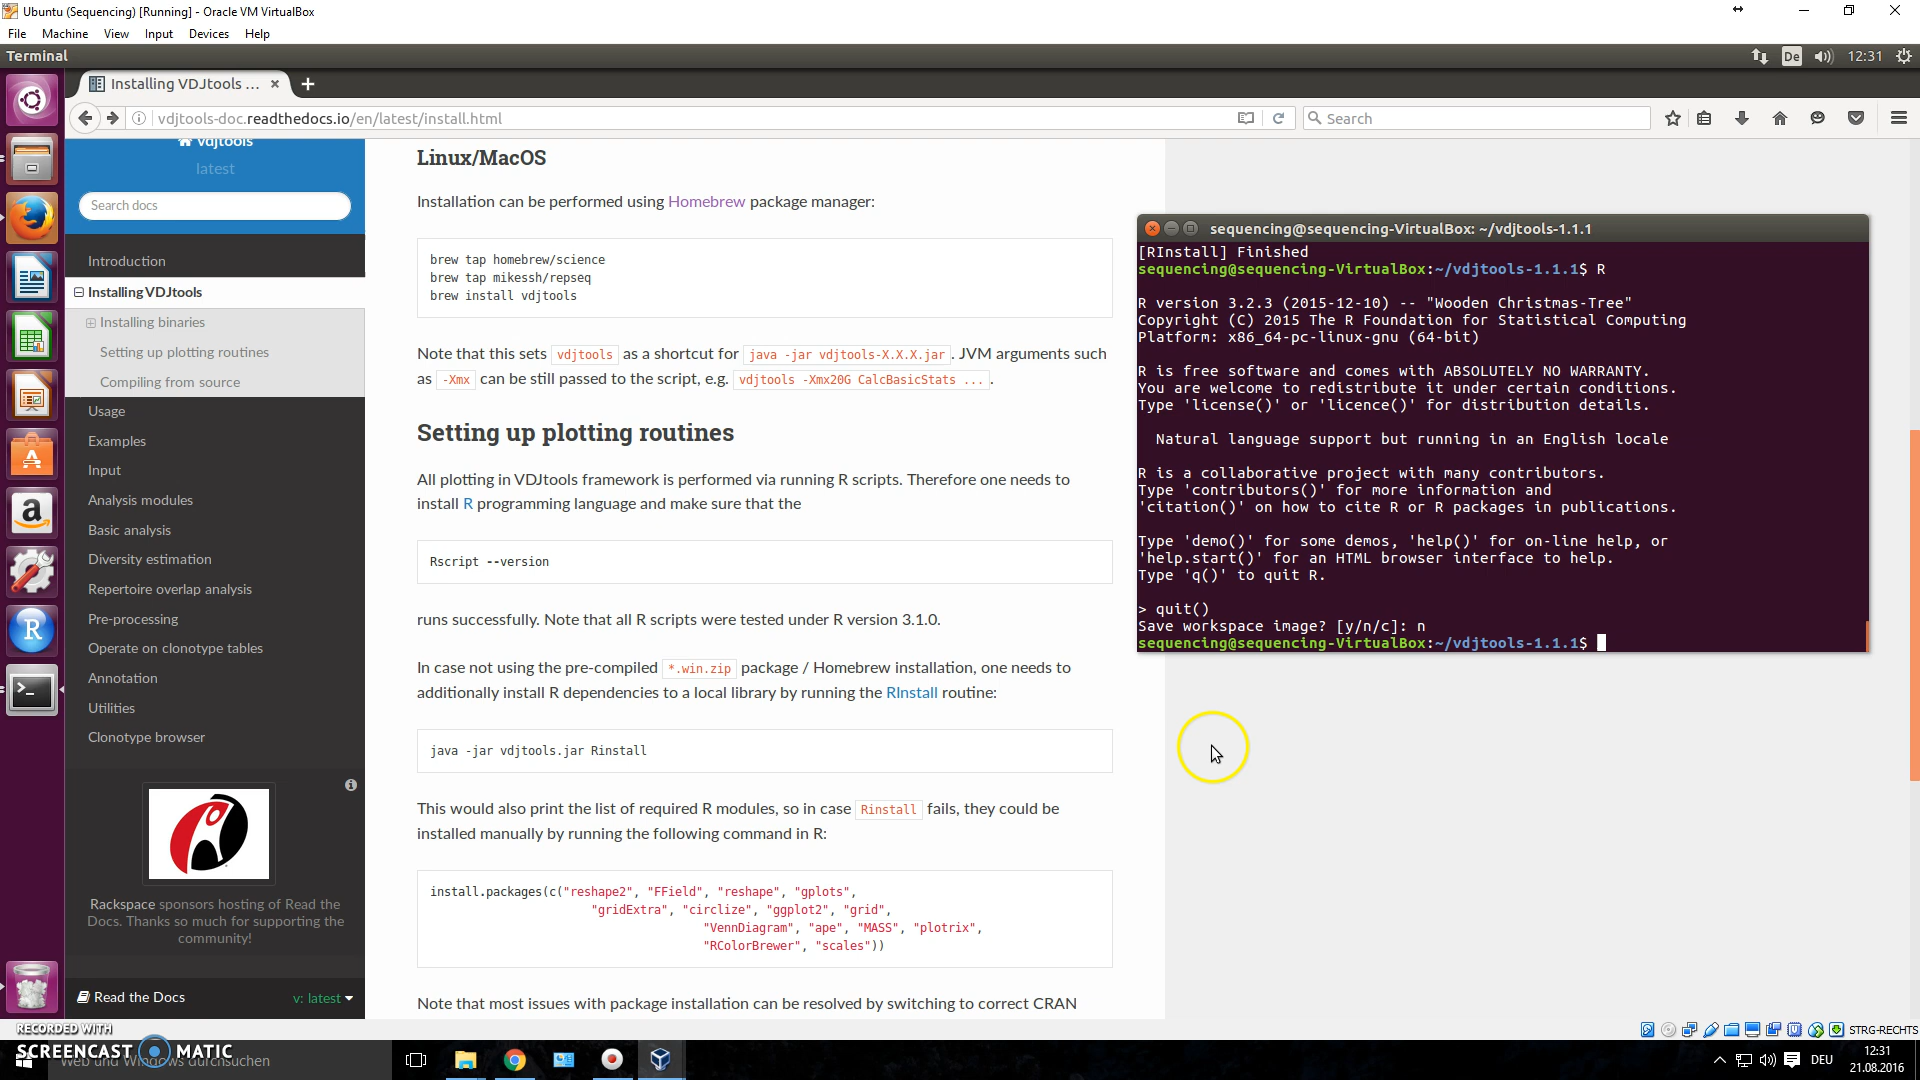 Ubuntu (Sequencing) [Running] - Oracle VM VirtualBox
File Machine View Input Devices Help
Terminal
De
12:31
Installing VDJtools ...
vdjtools-doc.readthedocs.io/en/latest/install.html
Search
vdjtools
latest
Search docs
Introduction
Installing VDJtools
Installing binaries
Setting up plotting routines
Compiling from source
Usage
Examples
Input
Analysis modules
Basic analysis
Diversity estimation
Repertoire overlap analysis
Pre-processing
Operate on clonotype tables
Annotation
Utilities
Clonotype browser
Rackspace sponsors hosting of Read the
Docs. Thanks so much for supporting the
community!
Read the Docs
v: latest
Linux/MacOS
Installation can be performed using Homebrew package manager:
brew tap homebrew/science
brew tap mikessh/repseq
brew install vdjtools
Note that this sets vdjtools as a shortcut for java -jar vdjtools-X.X.X.jar. JVM arguments such
as -Xmx can be still passed to the script, e.g. vdjtools -Xmx20G CalcBasicStats ... .
Setting up plotting routines
All plotting in VDJtools framework is performed via running R scripts. Therefore one needs to
install R programming language and make sure that the
Rscript --version
runs successfully. Note that all R scripts were tested under R version 3.1.0.
In case not using the pre-compiled *.win.zip package / Homebrew installation, one needs to
additionally install R dependencies to a local library by running the RInstall routine:
java -jar vdjtools.jar Rinstall
This would also print the list of required R modules, so in case Rinstall fails, they could be
installed manually by running the following command in R:
install.packages(c("reshape2", "FField", "reshape", "gplots",
"gridExtra", "circlize", "ggplot2", "grid",
"VennDiagram", "ape", "MASS", "plotrix",
"RColorBrewer", "scales"))
Note that most issues with package installation can be resolved by switching to correct CRAN
sequencing@sequencing-VirtualBox: ~/vdjtools-1.1.1
[RInstall] Finished
sequencing@sequencing-VirtualBox:~/vdjtools-1.1.1$ R
R version 3.2.3 (2015-12-10) -- "Wooden Christmas-Tree"
Copyright (C) 2015 The R Foundation for Statistical Computing
Platform: x86_64-pc-linux-gnu (64-bit)
R is free software and comes with ABSOLUTELY NO WARRANTY.
You are welcome to redistribute it under certain conditions.
Type 'license()' or 'licence()' for distribution details.
Natural language support but running in an English locale
R is a collaborative project with many contributors.
Type 'contributors()' for more information and
'citation()' on how to cite R or R packages in publications.
Type 'demo()' for some demos, 'help()' for on-line help, or
'help.start()' for an HTML browser interface to help.
Type 'q()' to quit R.
> quit()
Save workspace image? [y/n/c]: n
sequencing@sequencing-VirtualBox:~/vdjtools-1.1.1$
STRG-RECHTS
RECORDED WITH
SCREENCAST MATIC
Web und Windows durchsuchen
DEU
12:31
21.08.2016